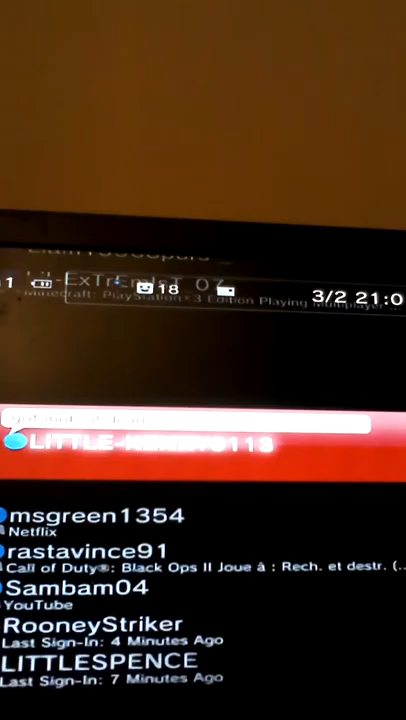 18
3/2 21:0
Minecraft: PlayStation®3 Edition Playing Multiplayer ...
msgreen1354
Netflix
rastavince91
Call of Duty®: Black Ops II Joue à : Rech. et destr. (...
Sambam04
YouTube
RooneyStriker
Last Sign-In: 4 Minutes Ago
LITTLESPENCE
Last Sign-In: 7 Minutes Ago